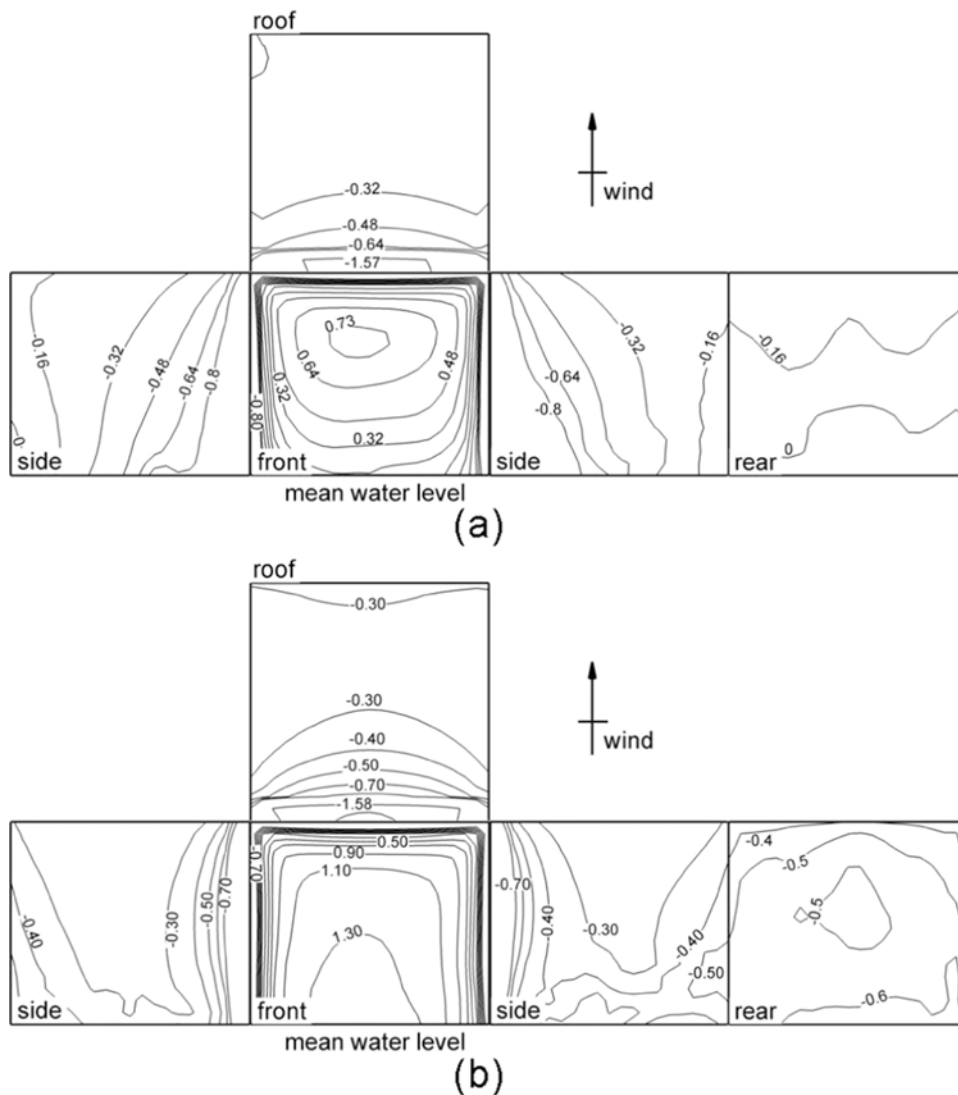 roof
-0.32
wind
-0.48
-0.64
-1.57
-0.16 -0.32 -0.48 -0.64 -0.8 0
side
0.73
0.64 0.48
0.32
-0.80 0.32
front
-0.32 -0.16
-0.64
-0.8
side
-0.16
0
rear
mean water level
(a)
roof
-0.30
-0.30
wind
-0.40
-0.50
-0.70
-1.58
-0.40 -0.30 -0.50 -0.70
side
-0.70 0.50
0.90
1.10
1.30
front
-0.70 -0.40 -0.30 -0.40
-0.50
side
-0.4
-0.5
-0.5
-0.6
rear
mean water level
(b)